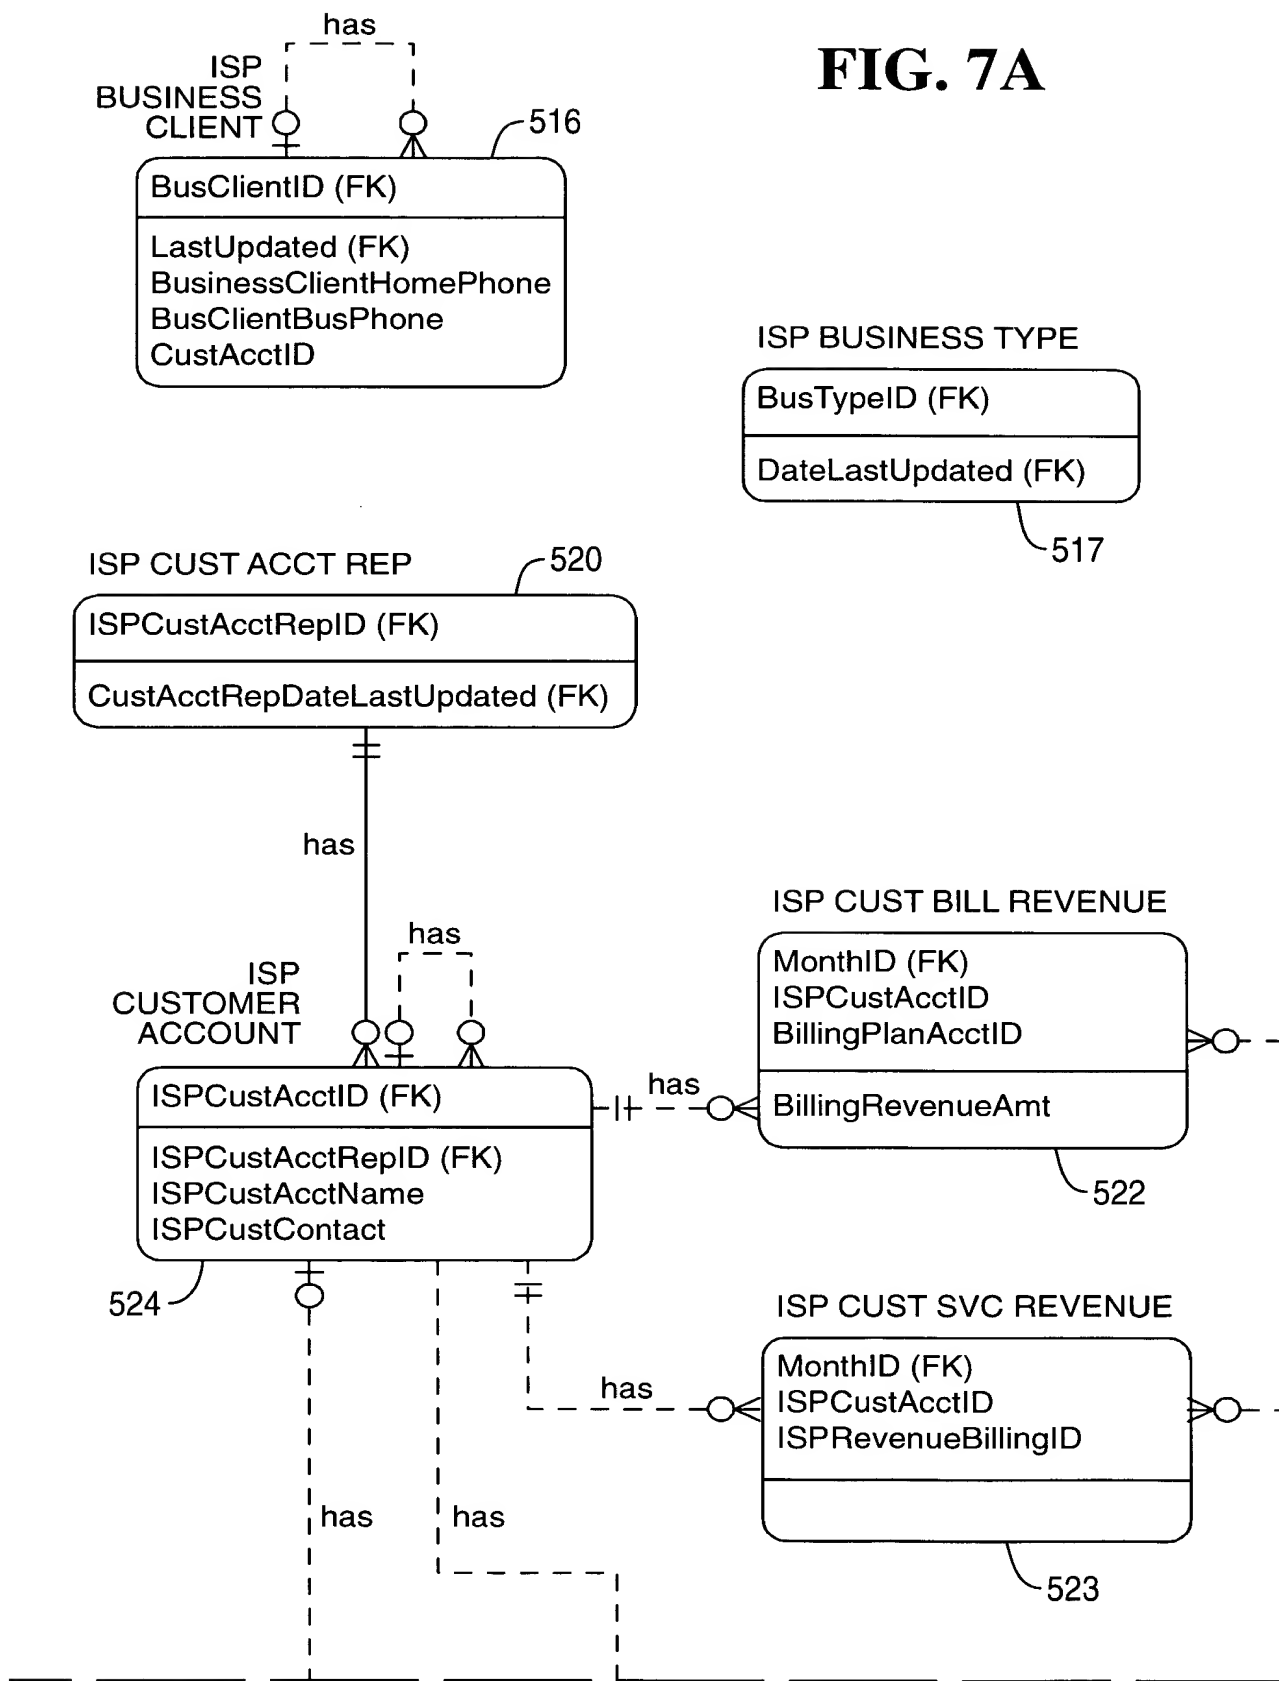 has
FIG. 7A
ISP
BUSINESS
CLIENT
516
BusClientID (FK)
LastUpdated (FK)
BusinessClientHomePhone
BusClientBusPhone
CustAcctID
ISP BUSINESS TYPE
BusTypeID (FK)
DateLastUpdated (FK)
517
ISP CUST ACCT REP
520
ISPCustAcctRepID (FK)
CustAcctRepDateLastUpdated (FK)
has
has
ISP
CUSTOMER
ACCOUNT
ISPCustAcctID (FK)
ISPCustAcctRepID (FK)
ISPCustAcctName
ISPCustContact
524
has
ISP CUST BILL REVENUE
MonthID (FK)
ISPCustAcctID
BillingPlanAcctID
BillingRevenueAmt
522
ISP CUST SVC REVENUE
MonthID (FK)
ISPCustAcctID
ISPRevenueBillingID
523
has
has
has